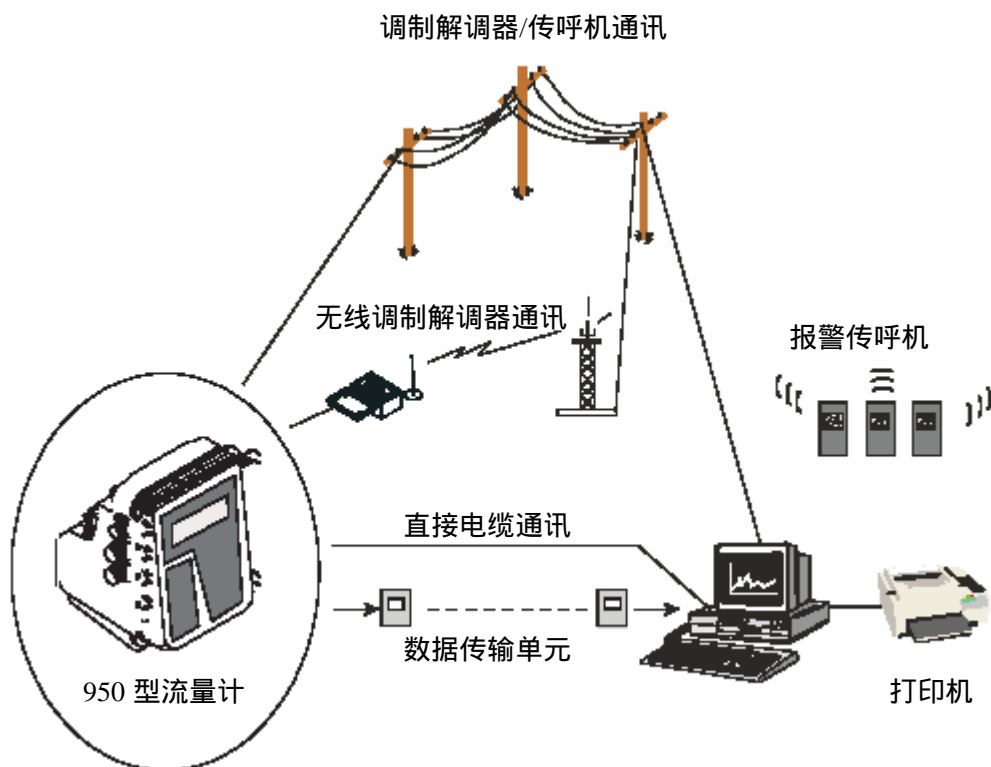 调制解调器/传呼机通讯
无线调制解调器通讯
报警传呼机
直接电缆通讯
数据传输单元
950 型流量计
打印机